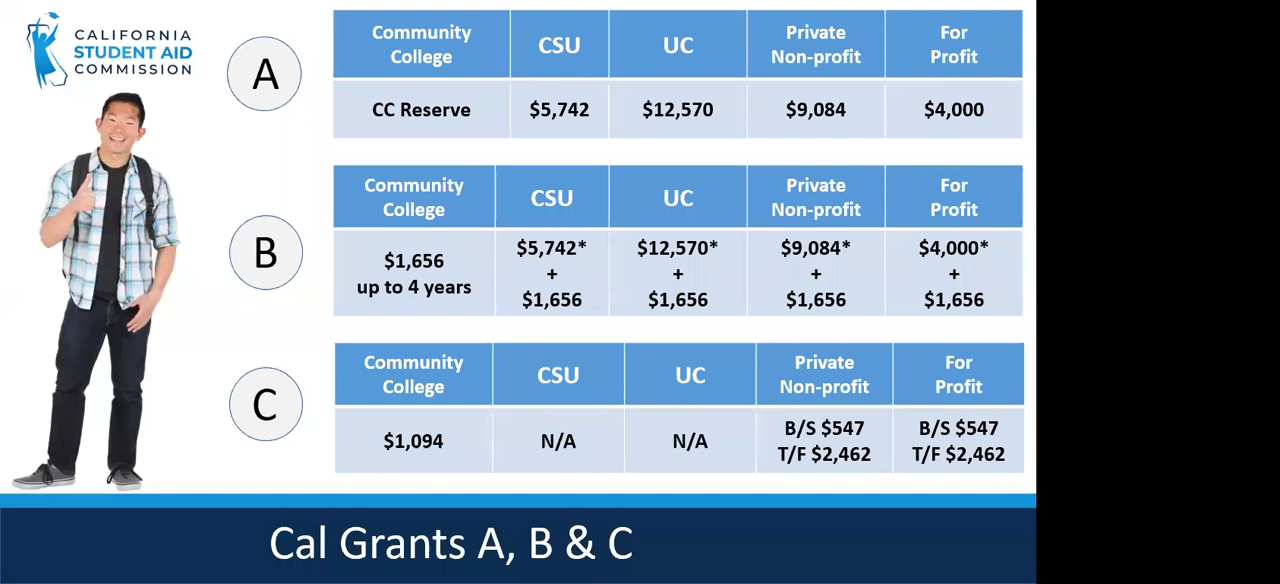 CALIFORNIA
STUDENT AID
COMMISSION
A
Community College CSU UC Private Non-profit For Profit
CC Reserve $5,742 $12,570 $9,084 $4,000
B
Community College CSU UC Private Non-profit For Profit
$1,656 up to 4 years $5,742* + $1,656 $12,570* + $1,656 $9,084* + $1,656 $4,000* + $1,656
C
Community College CSU UC Private Non-profit For Profit
$1,094 N/A N/A B/S $547 T/F $2,462 B/S $547 T/F $2,462
Cal Grants A, B & C